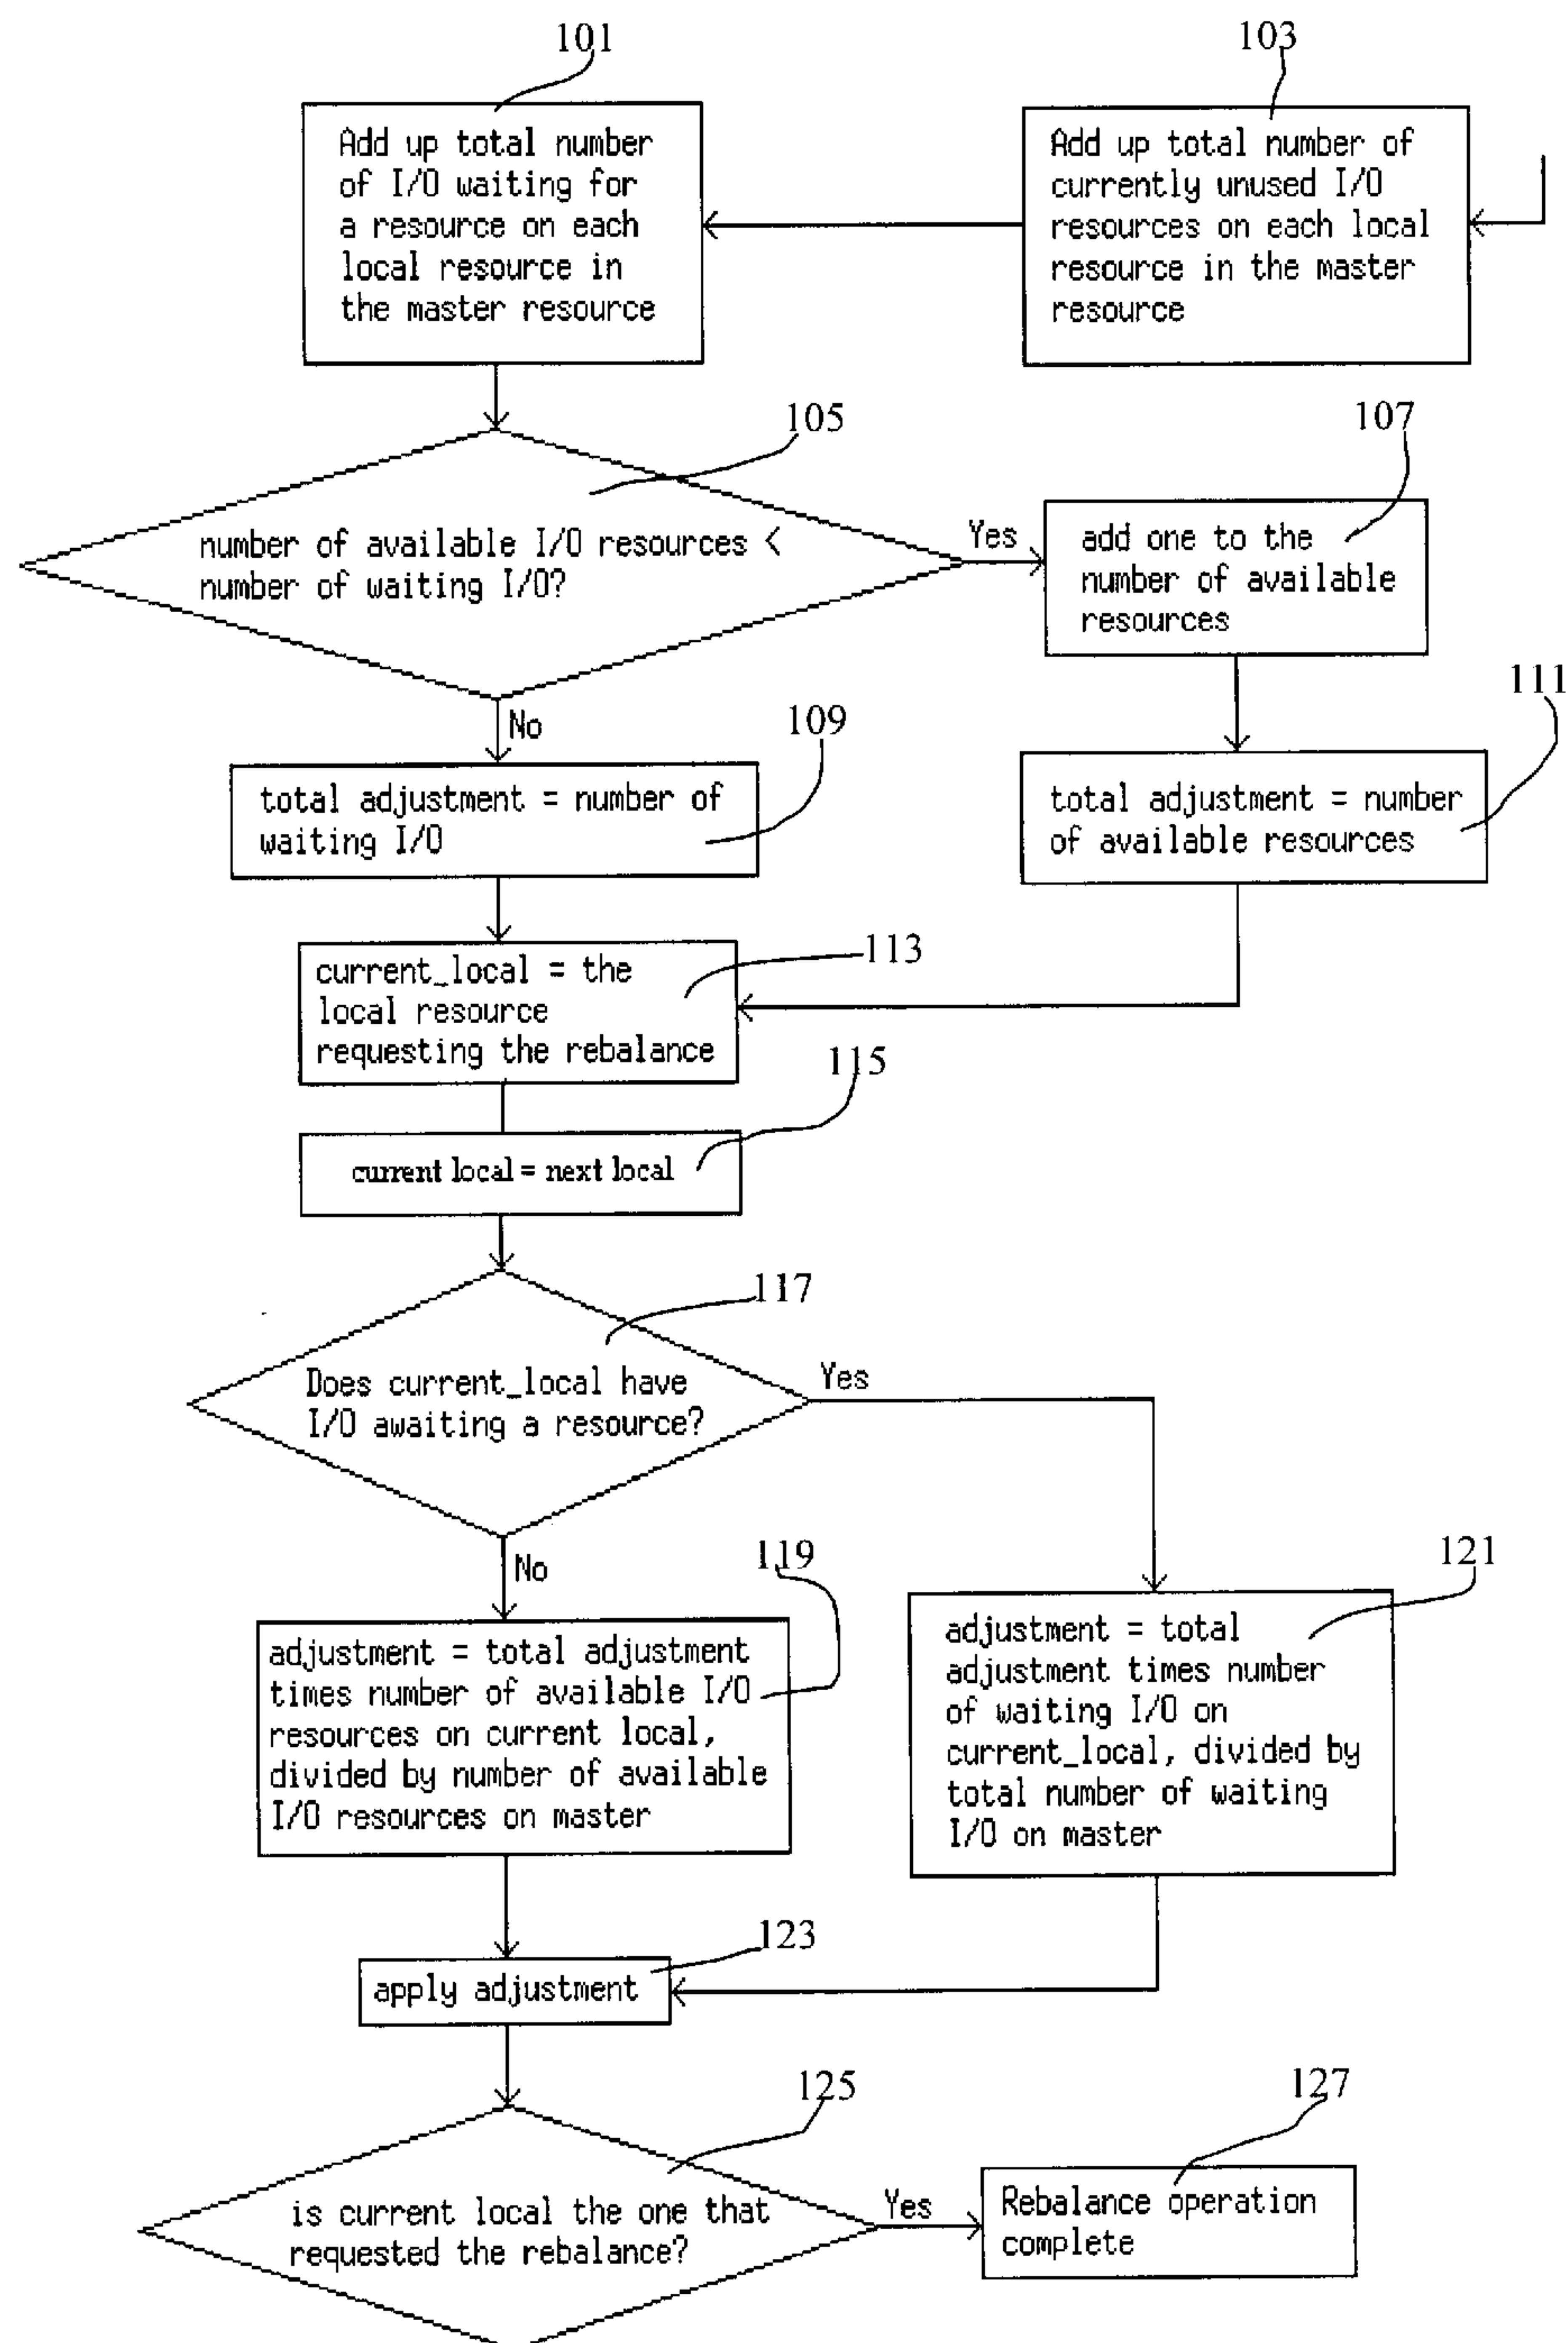 101
103
Add up total number
of I/O waiting for
a resource on each
local resource in
the master resource
Add up total number of
currently unused I/O
resources on each local
resource in the master
resource
105
107
number of available I/O resources <
number of waiting I/O?
Yes
add one to the
number of available
resources
No
109
111
total adjustment = number of
waiting I/O
total adjustment = number
of available resources
113
current_local = the
local resource
requesting the rebalance
115
current local = next local
117
Does current_local have
I/O awaiting a resource?
Yes
No
119
121
adjustment = total adjustment
times number of available I/O
resources on current local,
divided by number of available
I/O resources on master
adjustment = total
adjustment times number
of waiting I/O on
current_local, divided by
total number of waiting
I/O on master
123
apply adjustment
125
127
is current local the one that
requested the rebalance?
Yes
Rebalance operation
complete